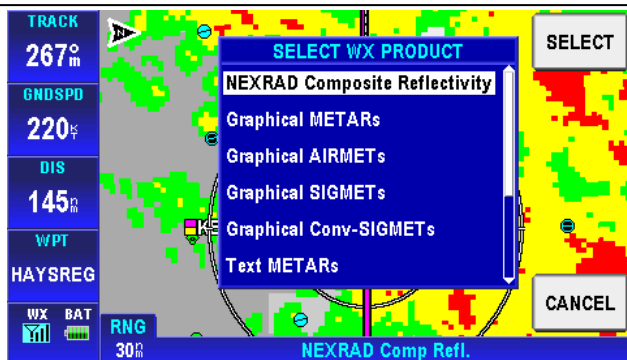 TRACK
267°m
GNDSPD
220kT
DIS
145nm
WPT
HAYSREG
WX BAT
N
SELECT WX PRODUCT
NEXRAD Composite Reflectivity
Graphical METARs
Graphical AIRMETs
Graphical SIGMETs
Graphical Conv-SIGMETs
Text METARs
SELECT
CANCEL
RNG
30nm
NEXRAD Comp Refl.